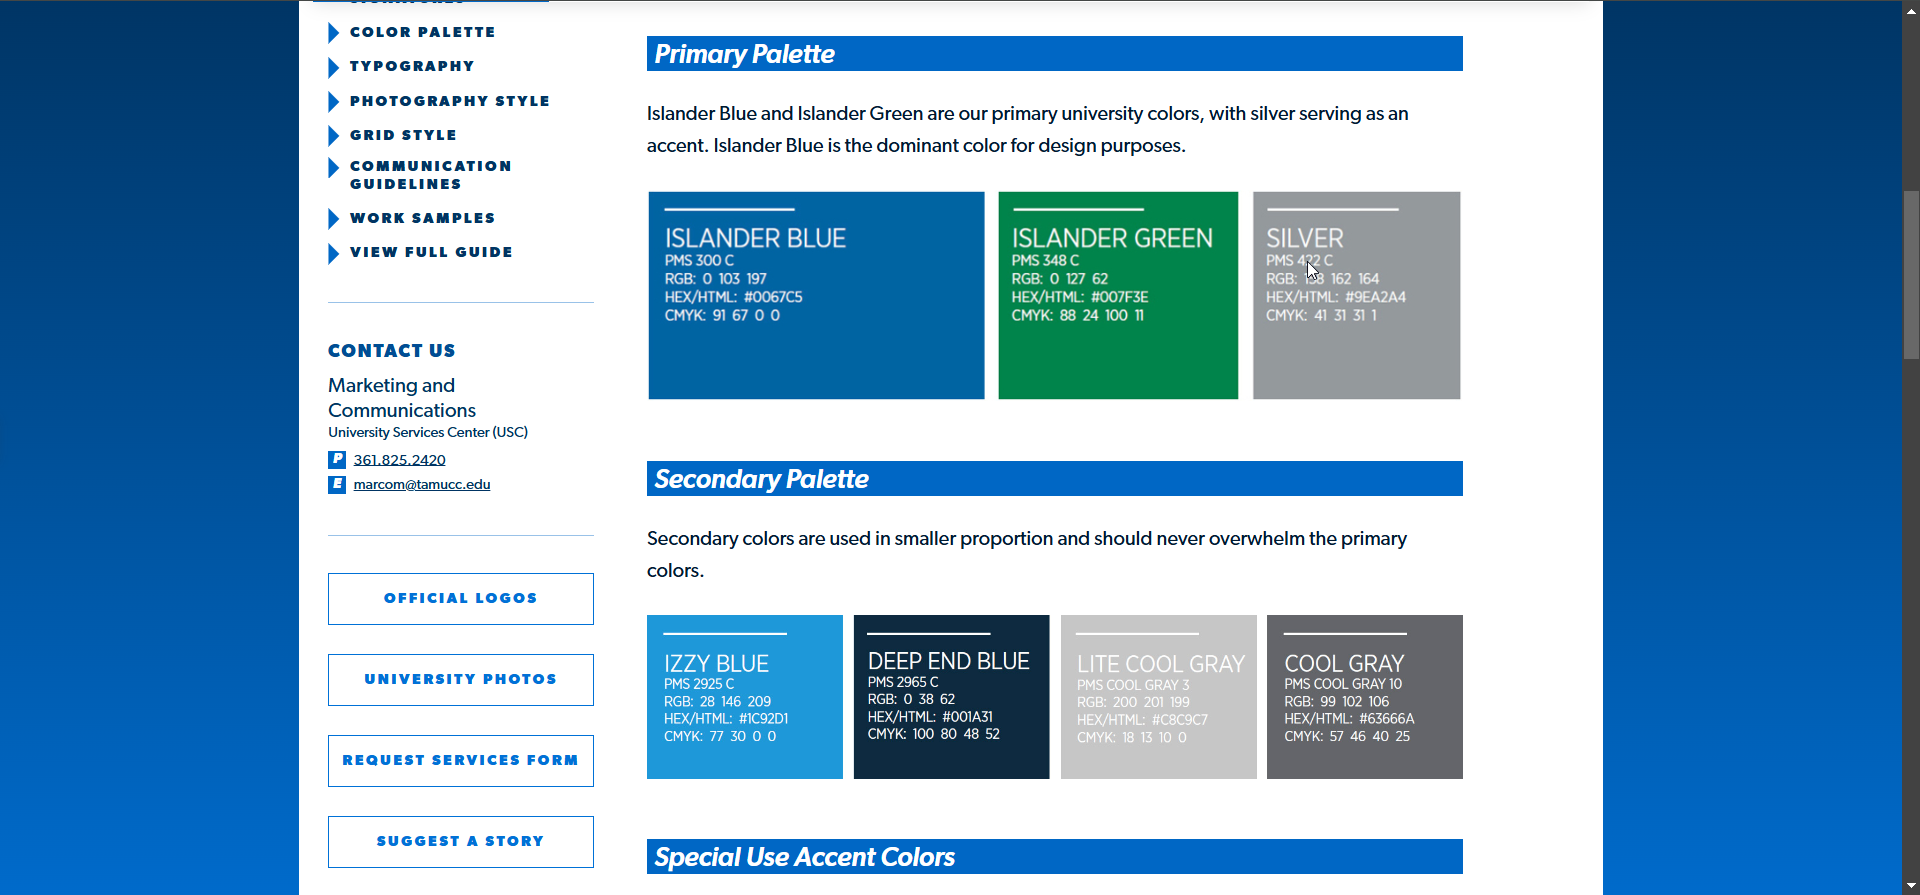 COLOR PALETTE
TYPOGRAPHY
PHOTOGRAPHY STYLE
GRID STYLE
COMMUNICATION
GUIDELINES
WORK SAMPLES
VIEW FULL GUIDE
CONTACT US
Marketing and
Communications
University Services Center (USC)
P 361.825.2420
E marcom@tamucc.edu
OFFICIAL LOGOS
UNIVERSITY PHOTOS
REQUEST SERVICES FORM
SUGGEST A STORY
Primary Palette
Islander Blue and Islander Green are our primary university colors, with silver serving as an
accent. Islander Blue is the dominant color for design purposes.
ISLANDER BLUE
PMS 300 C
RGB: 0 103 197
HEX/HTML: #0067C5
CMYK: 91 67 0 0
ISLANDER GREEN
PMS 348 C
RGB: 0 127 62
HEX/HTML: #007F3E
CMYK: 88 24 100 11
SILVER
PMS C
RGB: 162 164
HEX/HTML: #9EA2A4
CMYK: 41 31 31 1
Secondary Palette
Secondary colors are used in smaller proportion and should never overwhelm the primary
colors.
IZZY BLUE
PMS 2925 C
RGB: 28 146 209
HEX/HTML: #1C92D1
CMYK: 77 30 0 0
DEEP END BLUE
PMS 2965 C
RGB: 0 38 62
HEX/HTML: #001A31
CMYK: 100 80 48 52
LITE COOL GRAY
PMS COOL GRAY 3
RGB: 200 201 199
HEX/HTML: #C8C9C7
CMYK: 18 13 10 0
COOL GRAY
PMS COOL GRAY 10
RGB: 99 102 106
HEX/HTML: #63666A
CMYK: 57 46 40 25
Special Use Accent Colors